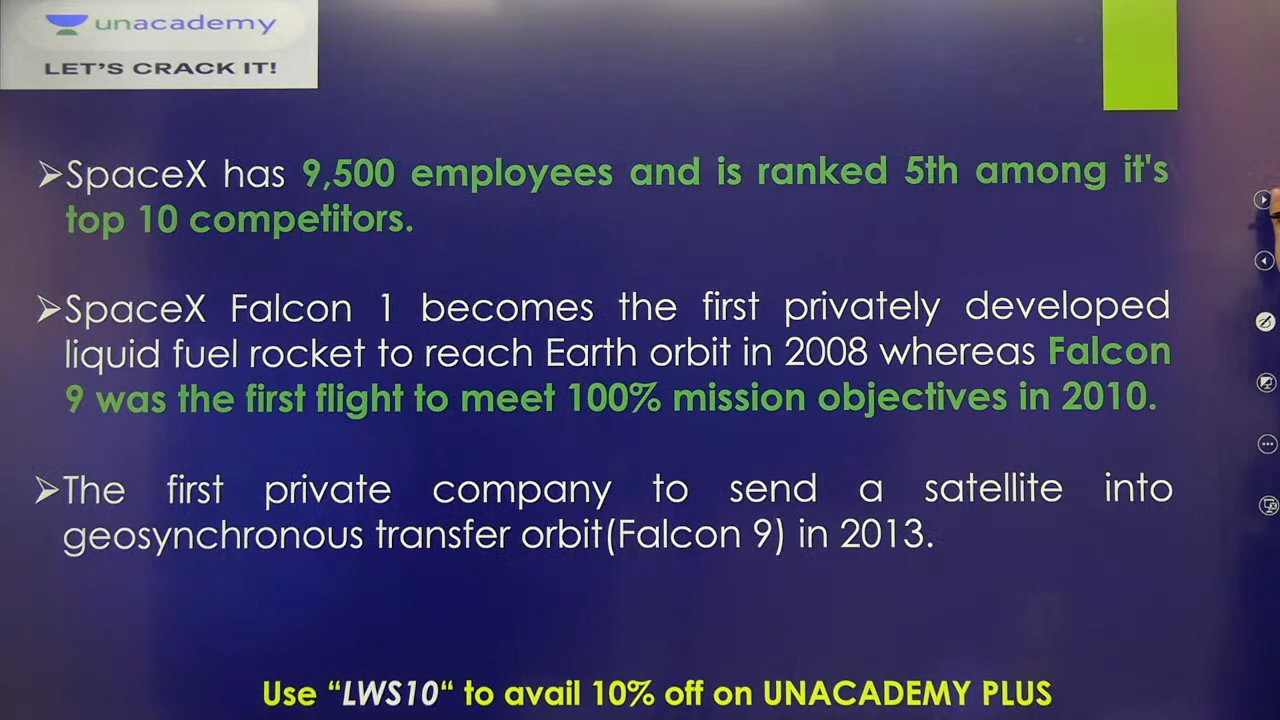 unacademy
LET'S CRACK IT!
➢SpaceX has 9,500 employees and is ranked 5th among it's
top 10 competitors.
➢SpaceX Falcon 1 becomes the first privately developed
liquid fuel rocket to reach Earth orbit in 2008 whereas Falcon
9 was the first flight to meet 100% mission objectives in 2010.
➢The first private company to send a satellite into
geosynchronous transfer orbit(Falcon 9) in 2013.
Use “LWS10“ to avail 10% off on UNACADEMY PLUS